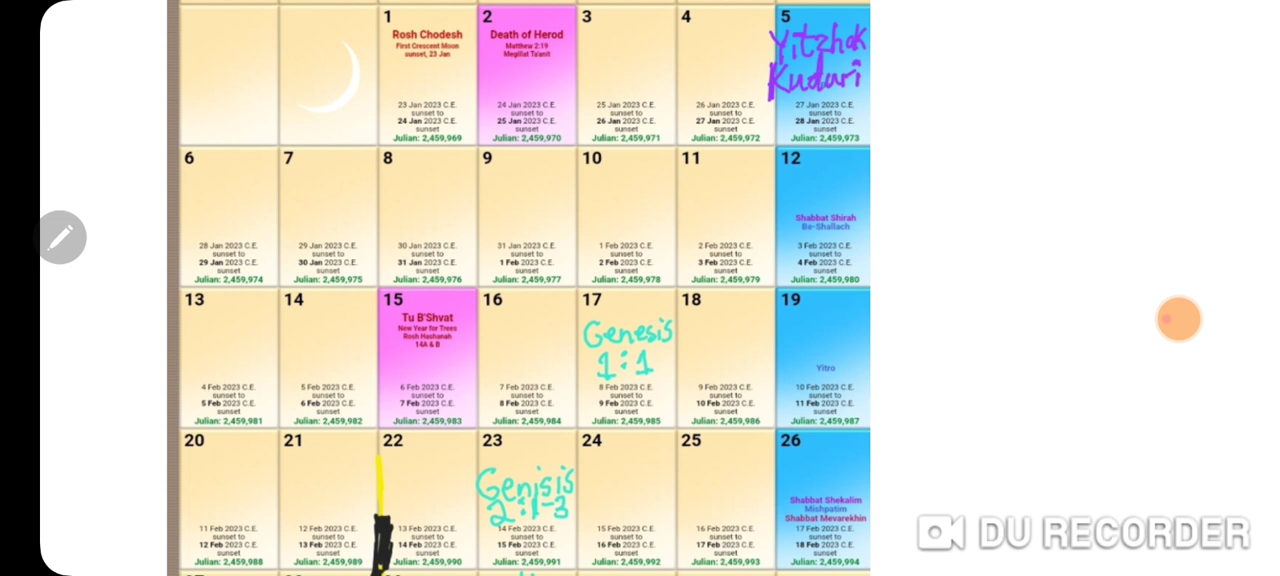 1
Rosh Chodesh
First Crescent Moon
sunset, 23 Jan
23 Jan 2023 C.E.
sunset to
24 Jan 2023 C.E.
sunset
Julian: 2,459,969
2
Death of Herod
Matthew 2:19
Megillat Ta'anit
24 Jan 2023 C.E.
sunset to
25 Jan 2023 C.E.
sunset
Julian: 2,459,970
3
25 Jan 2023 C.E.
sunset to
26 Jan 2023 C.E.
sunset
Julian: 2,459,971
4
26 Jan 2023 C.E.
sunset to
27 Jan 2023 C.E.
sunset
Julian: 2,459,972
5
Yitzhak
Kuduri
27 Jan 2023 C.E.
sunset to
28 Jan 2023 C.E.
sunset
Julian: 2,459,973
6
28 Jan 2023 C.E.
sunset to
29 Jan 2023 C.E.
sunset
Julian: 2,459,974
7
29 Jan 2023 C.E.
sunset to
30 Jan 2023 C.E.
sunset
Julian: 2,459,975
8
30 Jan 2023 C.E.
sunset to
31 Jan 2023 C.E.
sunset
Julian: 2,459,976
9
31 Jan 2023 C.E.
sunset to
1 Feb 2023 C.E.
sunset
Julian: 2,459,977
10
1 Feb 2023 C.E.
sunset to
2 Feb 2023 C.E.
sunset
Julian: 2,459,978
11
2 Feb 2023 C.E.
sunset to
3 Feb 2023 C.E.
sunset
Julian: 2,459,979
12
Shabbat Shirah
Be-Shallach
3 Feb 2023 C.E.
sunset to
4 Feb 2023 C.E.
sunset
Julian: 2,459,980
13
4 Feb 2023 C.E.
sunset to
5 Feb 2023 C.E.
sunset
Julian: 2,459,981
14
5 Feb 2023 C.E.
sunset to
6 Feb 2023 C.E.
sunset
Julian: 2,459,982
15
Tu B'Shvat
New Year for Trees
Rosh Hashanah
14A & B
6 Feb 2023 C.E.
sunset to
7 Feb 2023 C.E.
sunset
Julian: 2,459,983
16
7 Feb 2023 C.E.
sunset to
8 Feb 2023 C.E.
sunset
Julian: 2,459,984
17
Genesis
1:1
8 Feb 2023 C.E.
sunset to
9 Feb 2023 C.E.
sunset
Julian: 2,459,985
18
9 Feb 2023 C.E.
sunset to
10 Feb 2023 C.E.
sunset
Julian: 2,459,986
19
Yitro
10 Feb 2023 C.E.
sunset to
11 Feb 2023 C.E.
sunset
Julian: 2,459,987
20
11 Feb 2023 C.E.
sunset to
12 Feb 2023 C.E.
sunset
Julian: 2,459,988
21
12 Feb 2023 C.E.
sunset to
13 Feb 2023 C.E.
sunset
Julian: 2,459,989
22
13 Feb 2023 C.E.
sunset to
14 Feb 2023 C.E.
sunset
Julian: 2,459,990
23
Genisis
2:1-3
14 Feb 2023 C.E.
sunset to
15 Feb 2023 C.E.
sunset
Julian: 2,459,991
24
15 Feb 2023 C.E.
sunset to
16 Feb 2023 C.E.
sunset
Julian: 2,459,992
25
16 Feb 2023 C.E.
sunset to
17 Feb 2023 C.E.
sunset
Julian: 2,459,993
26
Shabbat Shekalim
Mishpatim
Shabbat Mevarekhin
17 Feb 2023 C.E.
sunset to
18 Feb 2023 C.E.
sunset
Julian: 2,459,994
DU RECORDER